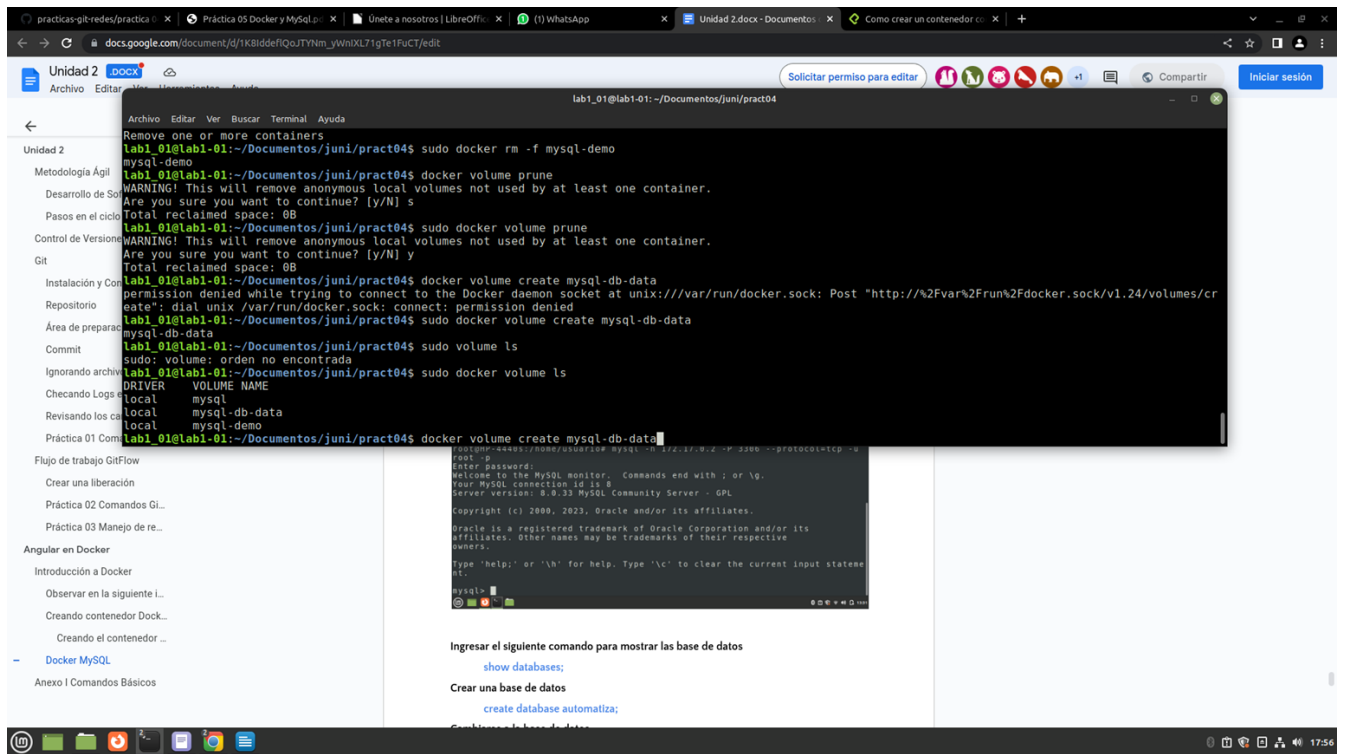 practicas-git-redes/practica 0
Práctica 05 Docker y MySql.pd
Únete a nosotros | LibreOffic
(1) WhatsApp
Unidad 2.docx - Documentos
Como crear un contenedor co
docs.google.com/document/d/1K8IddefIQoJTYNm_yWnIXL71gTe1FuCT/edit
Unidad 2 .DOCX
Solicitar permiso para editar
+1
Compartir
Iniciar sesión
Archivo Editar Ver Herramientas Ayuda
lab1_01@lab1-01: ~/Documentos/juni/pract04
Archivo Editar Ver Buscar Terminal Ayuda
Remove one or more containers
lab1_01@lab1-01:~/Documentos/juni/pract04$ sudo docker rm -f mysql-demo
mysql-demo
lab1_01@lab1-01:~/Documentos/juni/pract04$ docker volume prune
WARNING! This will remove anonymous local volumes not used by at least one container.
Are you sure you want to continue? [y/N] s
Total reclaimed space: 0B
lab1_01@lab1-01:~/Documentos/juni/pract04$ sudo docker volume prune
WARNING! This will remove anonymous local volumes not used by at least one container.
Are you sure you want to continue? [y/N] y
Total reclaimed space: 0B
lab1_01@lab1-01:~/Documentos/juni/pract04$ docker volume create mysql-db-data
permission denied while trying to connect to the Docker daemon socket at unix:///var/run/docker.sock: Post "http://%2Fvar%2Frun%2Fdocker.sock/v1.24/volumes/cr
eate": dial unix /var/run/docker.sock: connect: permission denied
lab1_01@lab1-01:~/Documentos/juni/pract04$ sudo docker volume create mysql-db-data
mysql-db-data
lab1_01@lab1-01:~/Documentos/juni/pract04$ sudo volume ls
sudo: volume: orden no encontrada
lab1_01@lab1-01:~/Documentos/juni/pract04$ sudo docker volume ls
DRIVER VOLUME NAME
local mysql
local mysql-db-data
local mysql-demo
lab1_01@lab1-01:~/Documentos/juni/pract04$ docker volume create mysql-db-data
Unidad 2
Metodología Ágil
Desarrollo de Sof
Pasos en el ciclo
Control de Versione
Git
Instalación y Con
Repositorio
Área de preparac
Commit
Ignorando archivo
Checando Logs e
Revisando los ca
Práctica 01 Coma
Flujo de trabajo GitFlow
Crear una liberación
Práctica 02 Comandos Gi...
Práctica 03 Manejo de re...
Angular en Docker
Introducción a Docker
Observar en la siguiente i...
Creando contenedor Dock...
Creando el contenedor ...
Docker MySQL
Anexo I Comandos Básicos
root@HP-4440s:/home/usuario# mysql -h 172.17.0.2 -P 3306 --protocol=tcp -u
root -p
Enter password:
Welcome to the MySQL monitor. Commands end with ; or \g.
Your MySQL connection id is 8
Server version: 8.0.33 MySQL Community Server - GPL
Copyright (c) 2000, 2023, Oracle and/or its affiliates.
Oracle is a registered trademark of Oracle Corporation and/or its
affiliates. Other names may be trademarks of their respective
owners.
Type 'help;' or '\h' for help. Type '\c' to clear the current input stateme
nt.
mysql>
Ingresar el siguiente comando para mostrar las base de datos
show databases;
Crear una base de datos
create database automatiza;
17:56